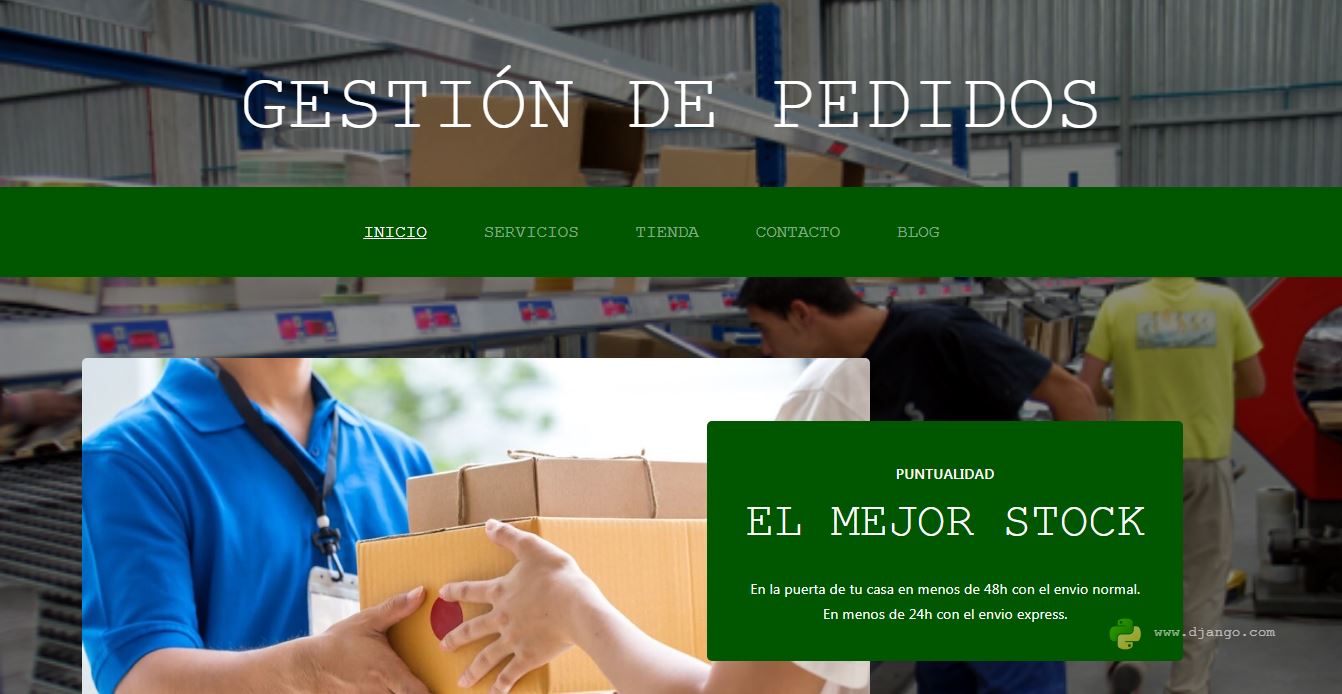 GESTIÓN DE PEDIDOS
INICIO SERVICIOS TIENDA CONTACTO BLOG
PUNTUALIDAD
EL MEJOR STOCK
En la puerta de tu casa en menos de 48h con el envio normal.
En menos de 24h con el envio express.
www.django.com